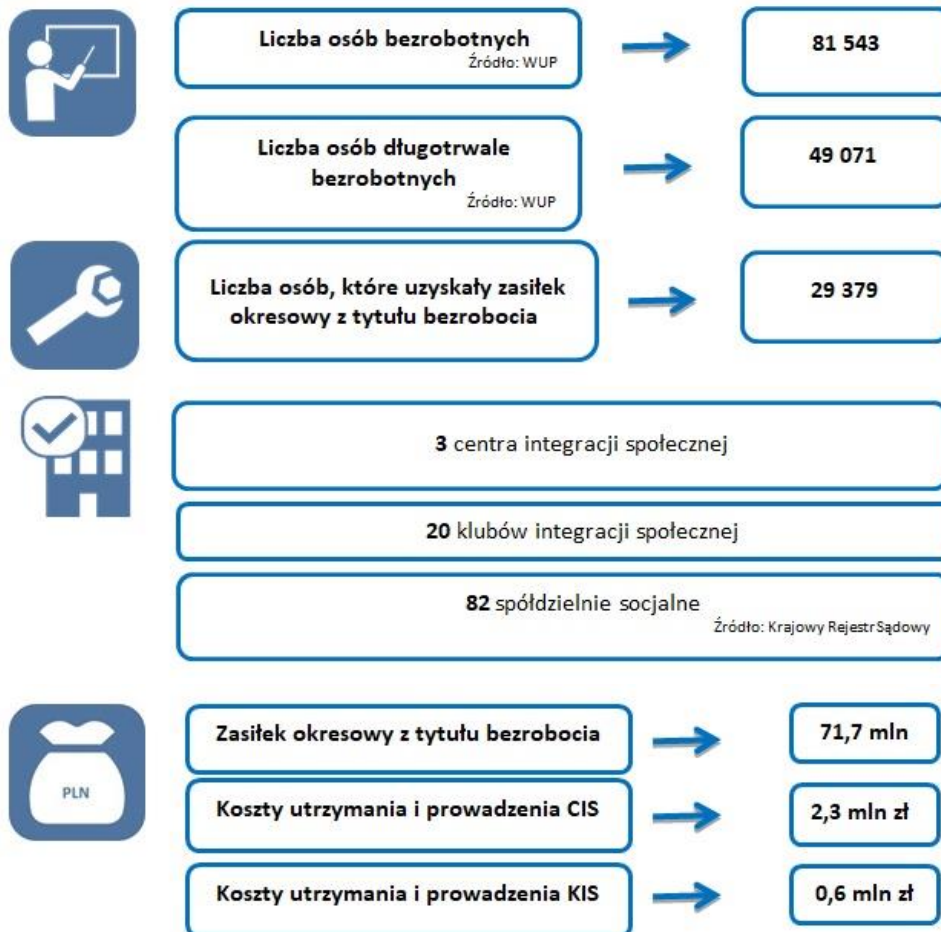 Liczba osób bezrobotnych
81 543
Źródło: WUP
Liczba osób długotrwale
bezrobotnych
49 071
Źródło: WUP
Liczba osób, które uzyskały zasiłek
okresowy z tytułu bezrobocia
29 379
3 centra integracji społecznej
20 klubów integracji społecznej
82 spółdzielnie socjalne
Źródło: Krajowy Rejestr Sądowy
PLN
Zasiłek okresowy z tytułu bezrobocia
71,7 mln
Koszty utrzymania i prowadzenia CIS
2,3 mln zł
Koszty utrzymania i prowadzenia KIS
0,6 mln zł